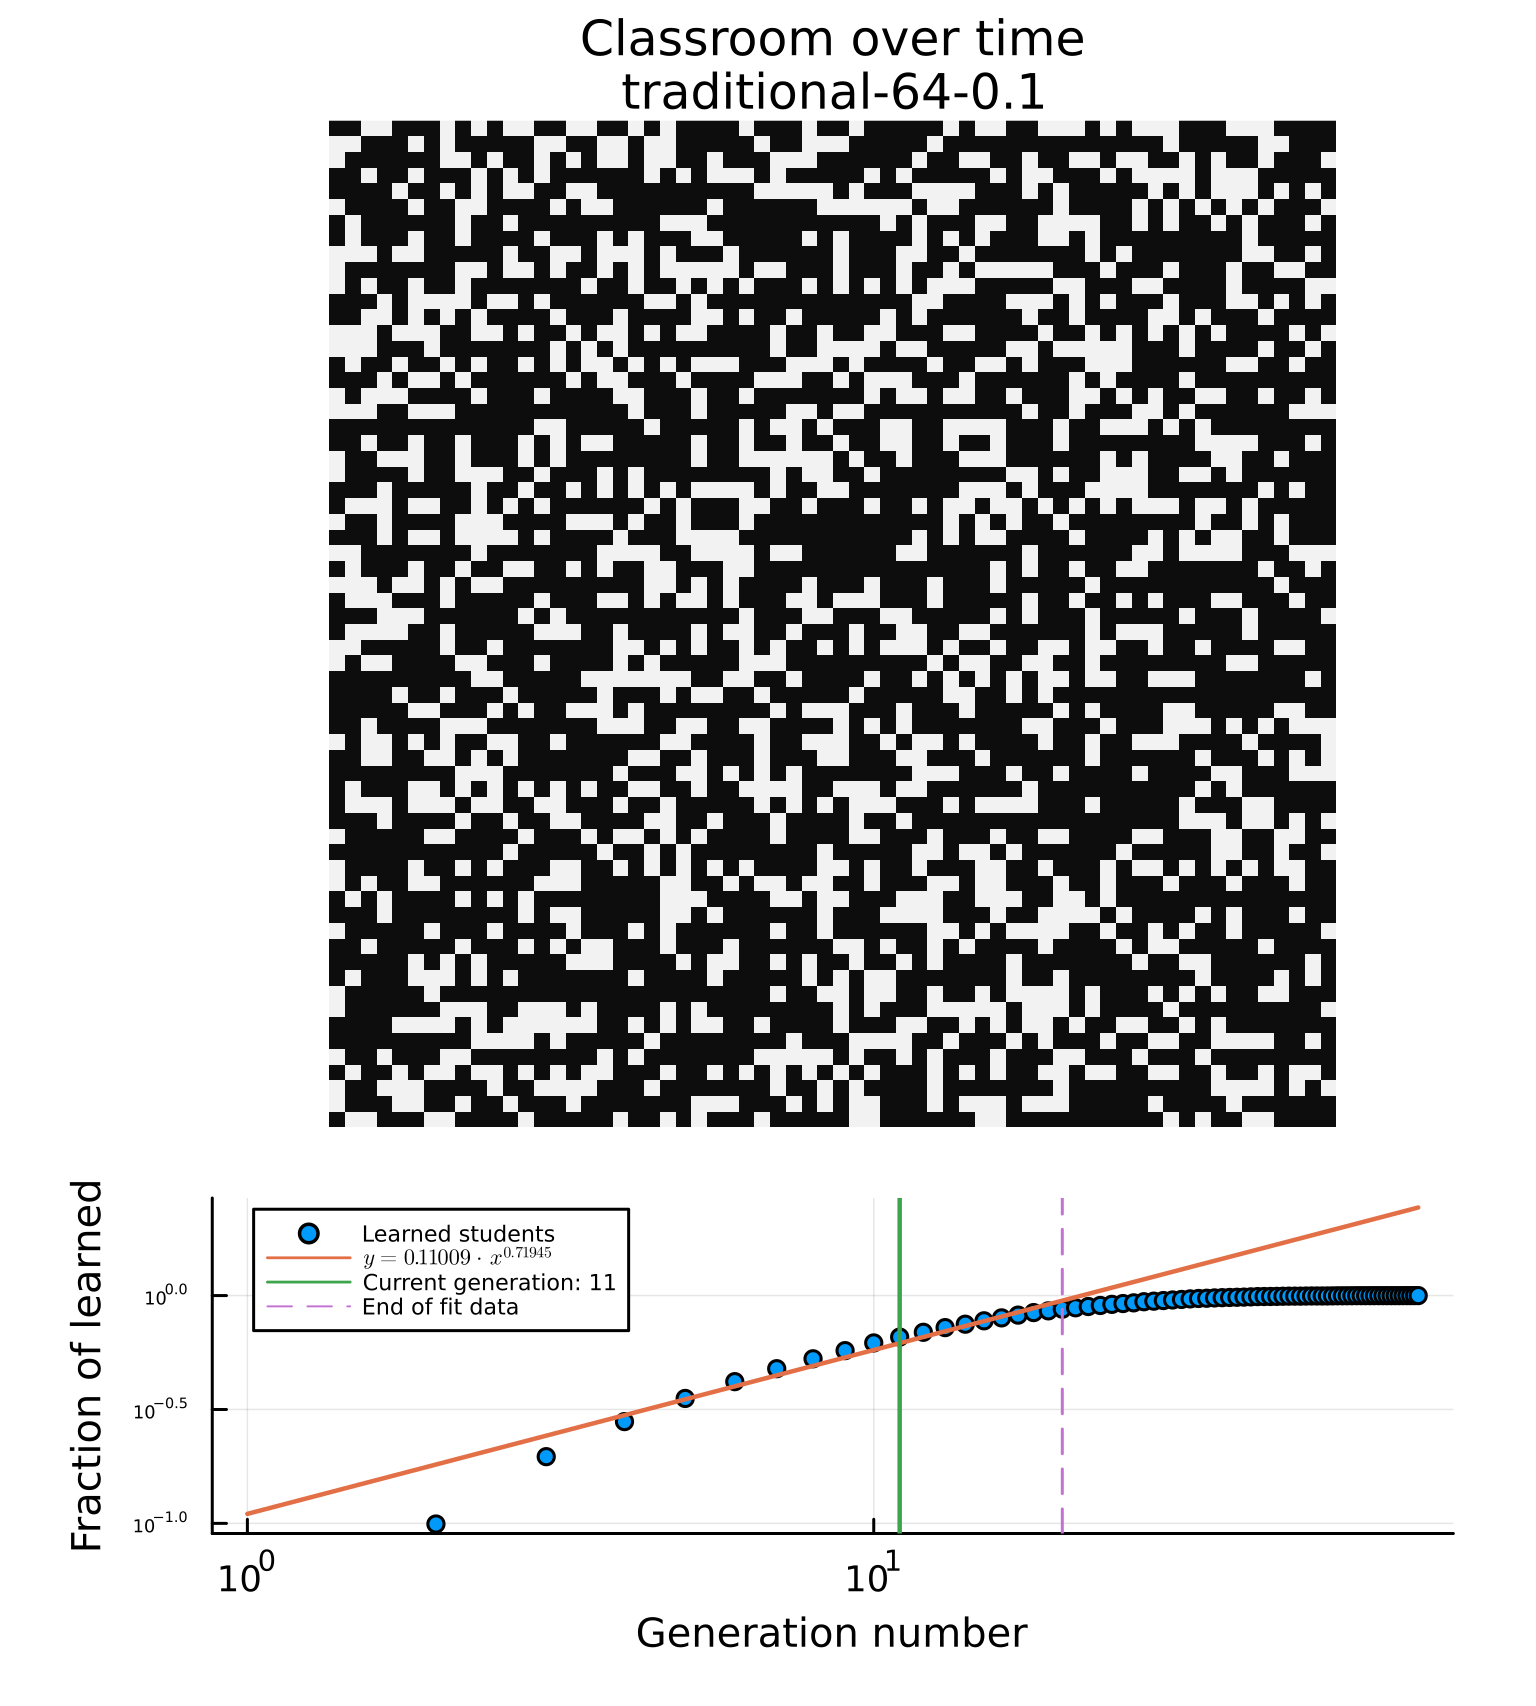 Classroom over time
traditional-64-0.1
Fraction of learned
10^0.0
10^−0.5
10^−1.0
Learned students
y = 0.11009 · x^0.71945
Current generation: 11
End of fit data
10^0
10^1
Generation number